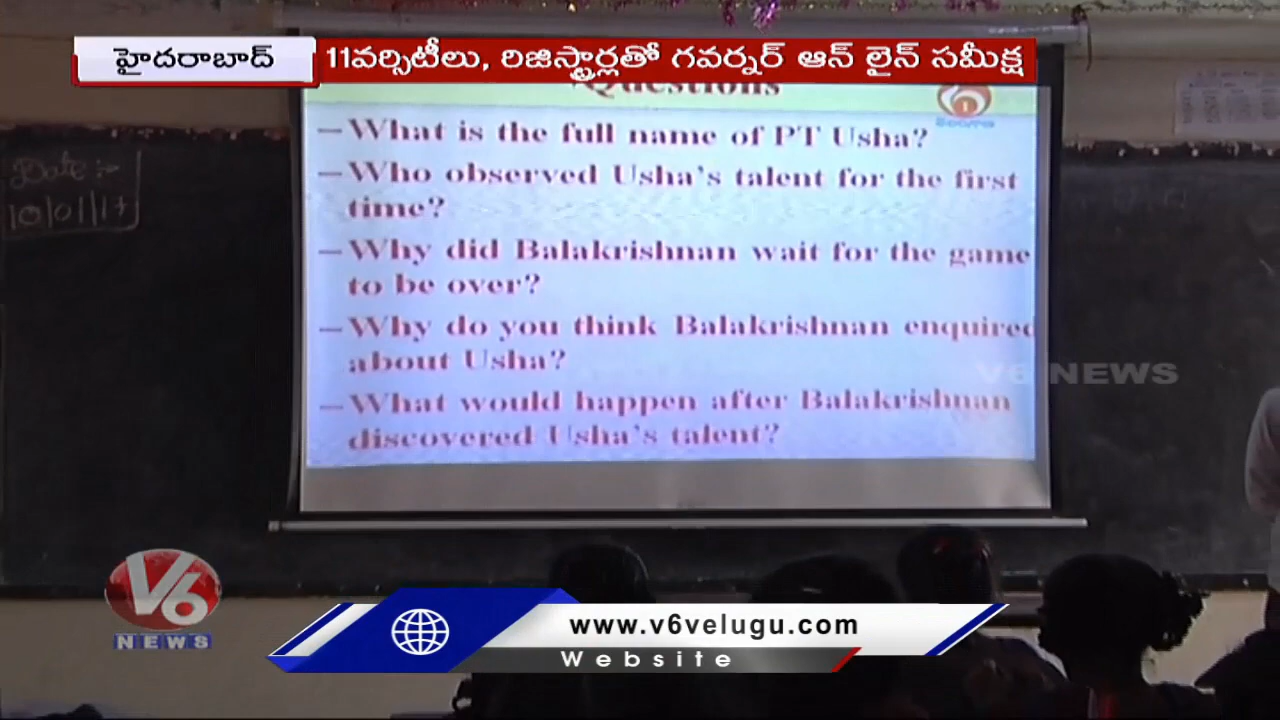 హైదరాబాద్
11వర్సిటీలు, రిజిస్ట్రార్లతో గవర్నర్ ఆన్ లైన్ సమీక్ష
Questions
– What is the full name of PT Usha?
– Who observed Usha's talent for the first
time?
– Why did Balakrishnan wait for the game
to be over?
– Why do you think Balakrishnan enquired
about Usha?
– What would happen after Balakrishnan
discovered Usha's talent?
Date :-
10/01/17
V6 NEWS
V6
NEWS
www.v6velugu.com
Website